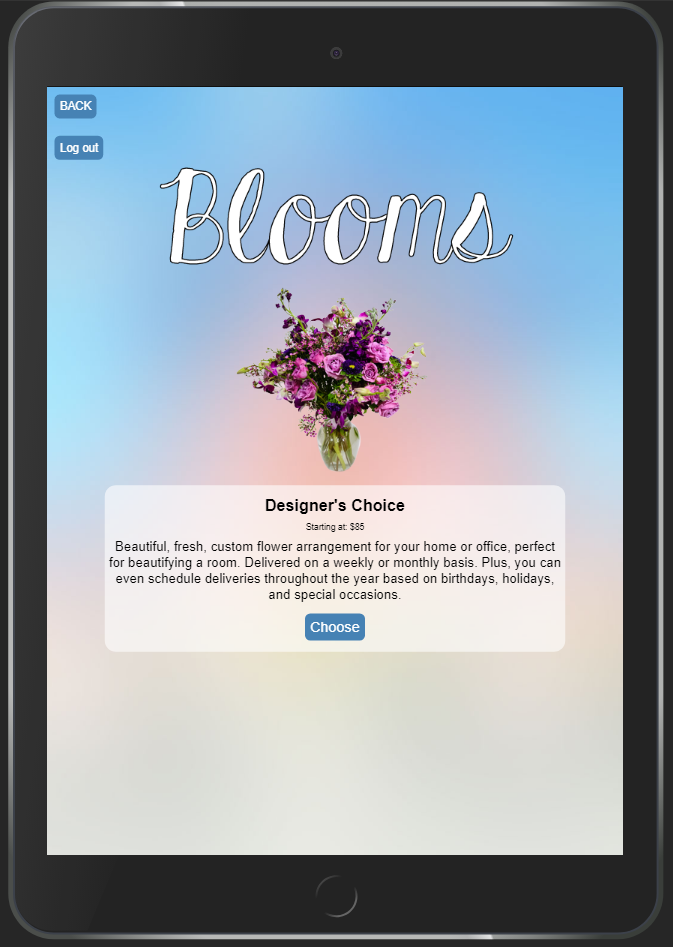 BACK
Log out
Blooms
Designer's Choice
Starting at: $85
Beautiful, fresh, custom flower arrangement for your home or office, perfect
for beautifying a room. Delivered on a weekly or monthly basis. Plus, you can
even schedule deliveries throughout the year based on birthdays, holidays,
and special occasions.
Choose